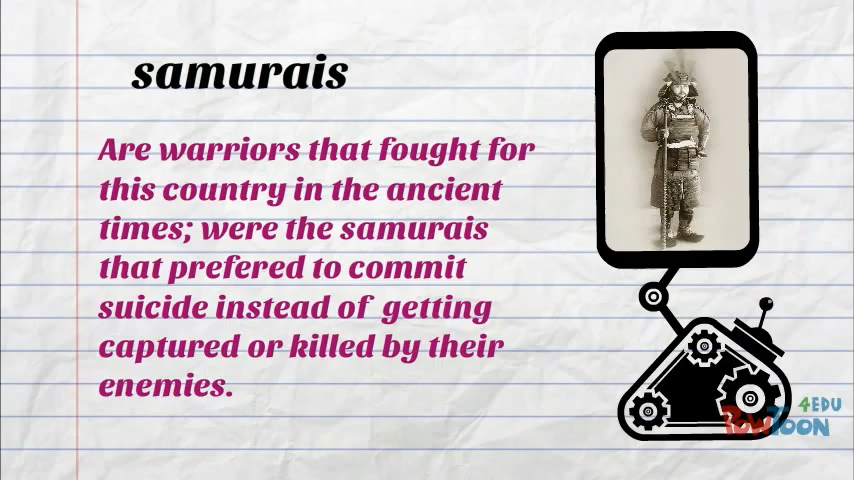 samurais
Are warriors that fought for
this country in the ancient
times; were the samurais
that prefered to commit
suicide instead of getting
captured or killed by their
enemies.
4EDU
POWTOON